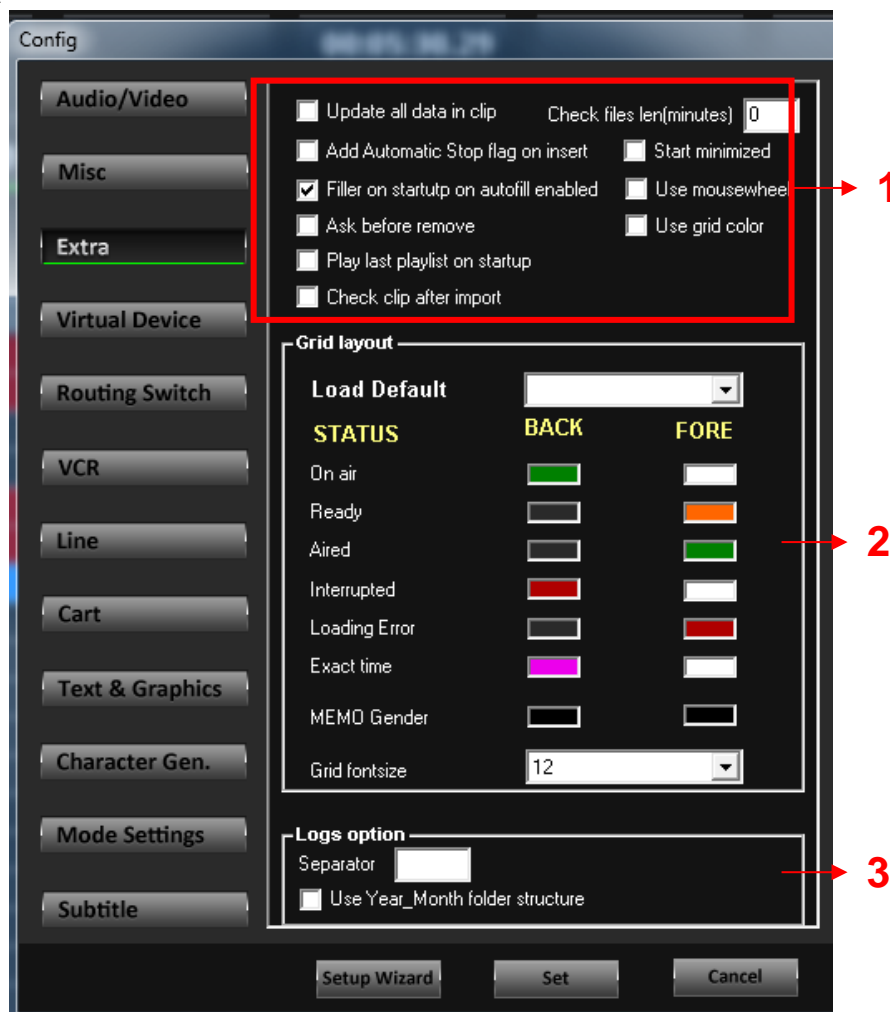 Config
00:05:30.29
Audio/Video
Misc
Extra
Virtual Device
Routing Switch
VCR
Line
Cart
Text & Graphics
Character Gen.
Mode Settings
Subtitle
Update all data in clip Check files len(minutes) 0
Add Automatic Stop flag on insert Start minimized
Filler on startutp on autofill enabled Use mousewheel
Ask before remove Use grid color
Play last playlist on startup
Check clip after import
1
Grid layout
Load Default
STATUS BACK FORE
On air
Ready
Aired
2
Interrupted
Loading Error
Exact time
MEMO Gender
Grid fontsize 12
Logs option
Separator
3
Use Year_Month folder structure
Setup Wizard Set Cancel